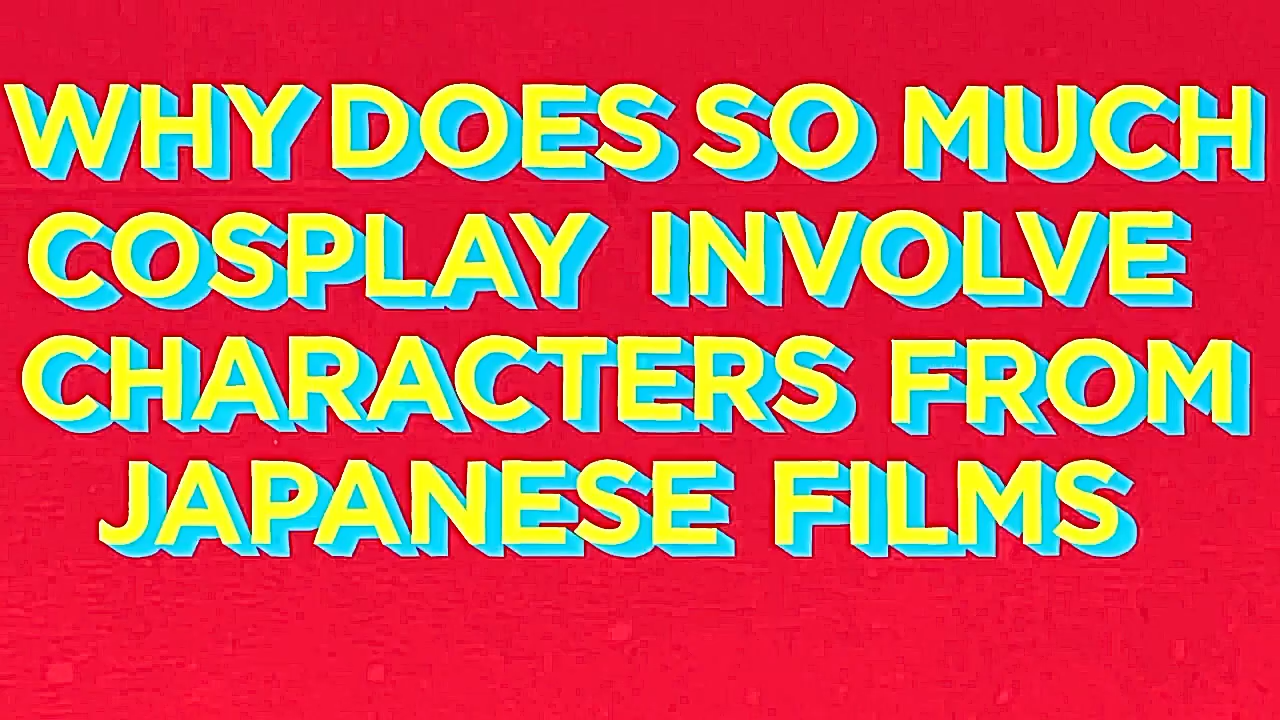 WHY DOES SO MUCH
COSPLAY INVOLVE
CHARACTERS FROM
JAPANESE FILMS